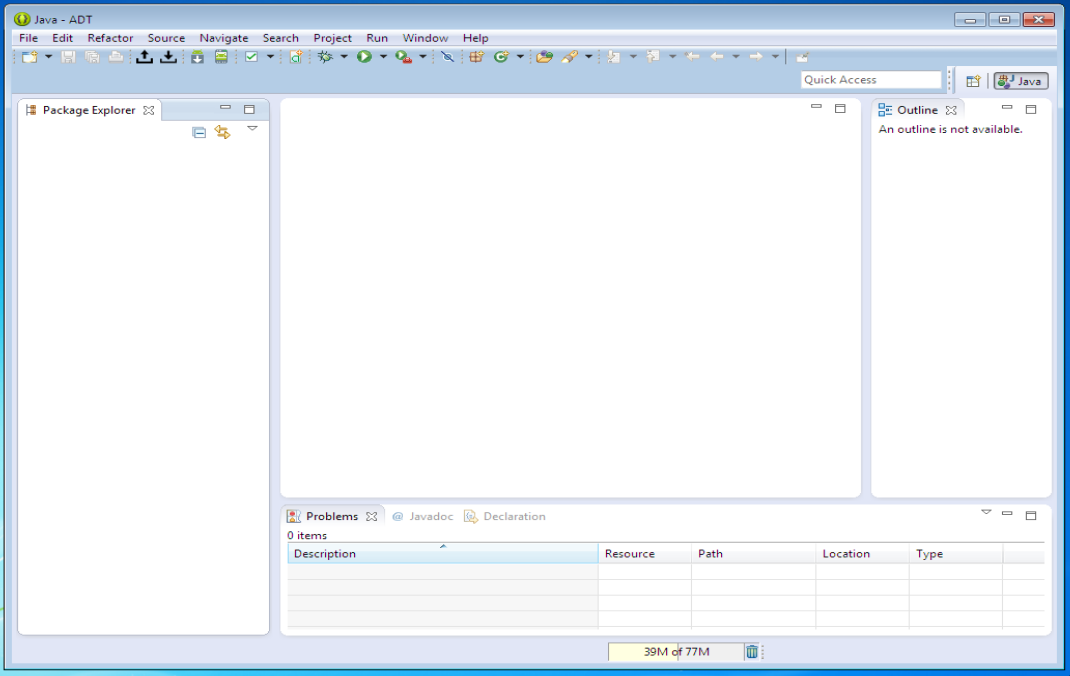 Java - ADT
File Edit Refactor Source Navigate Search Project Run Window Help
Quick Access
Java
Package Explorer
Outline
An outline is not available.
Problems @ Javadoc Declaration
0 items
Description Resource Path Location Type
39M of 77M